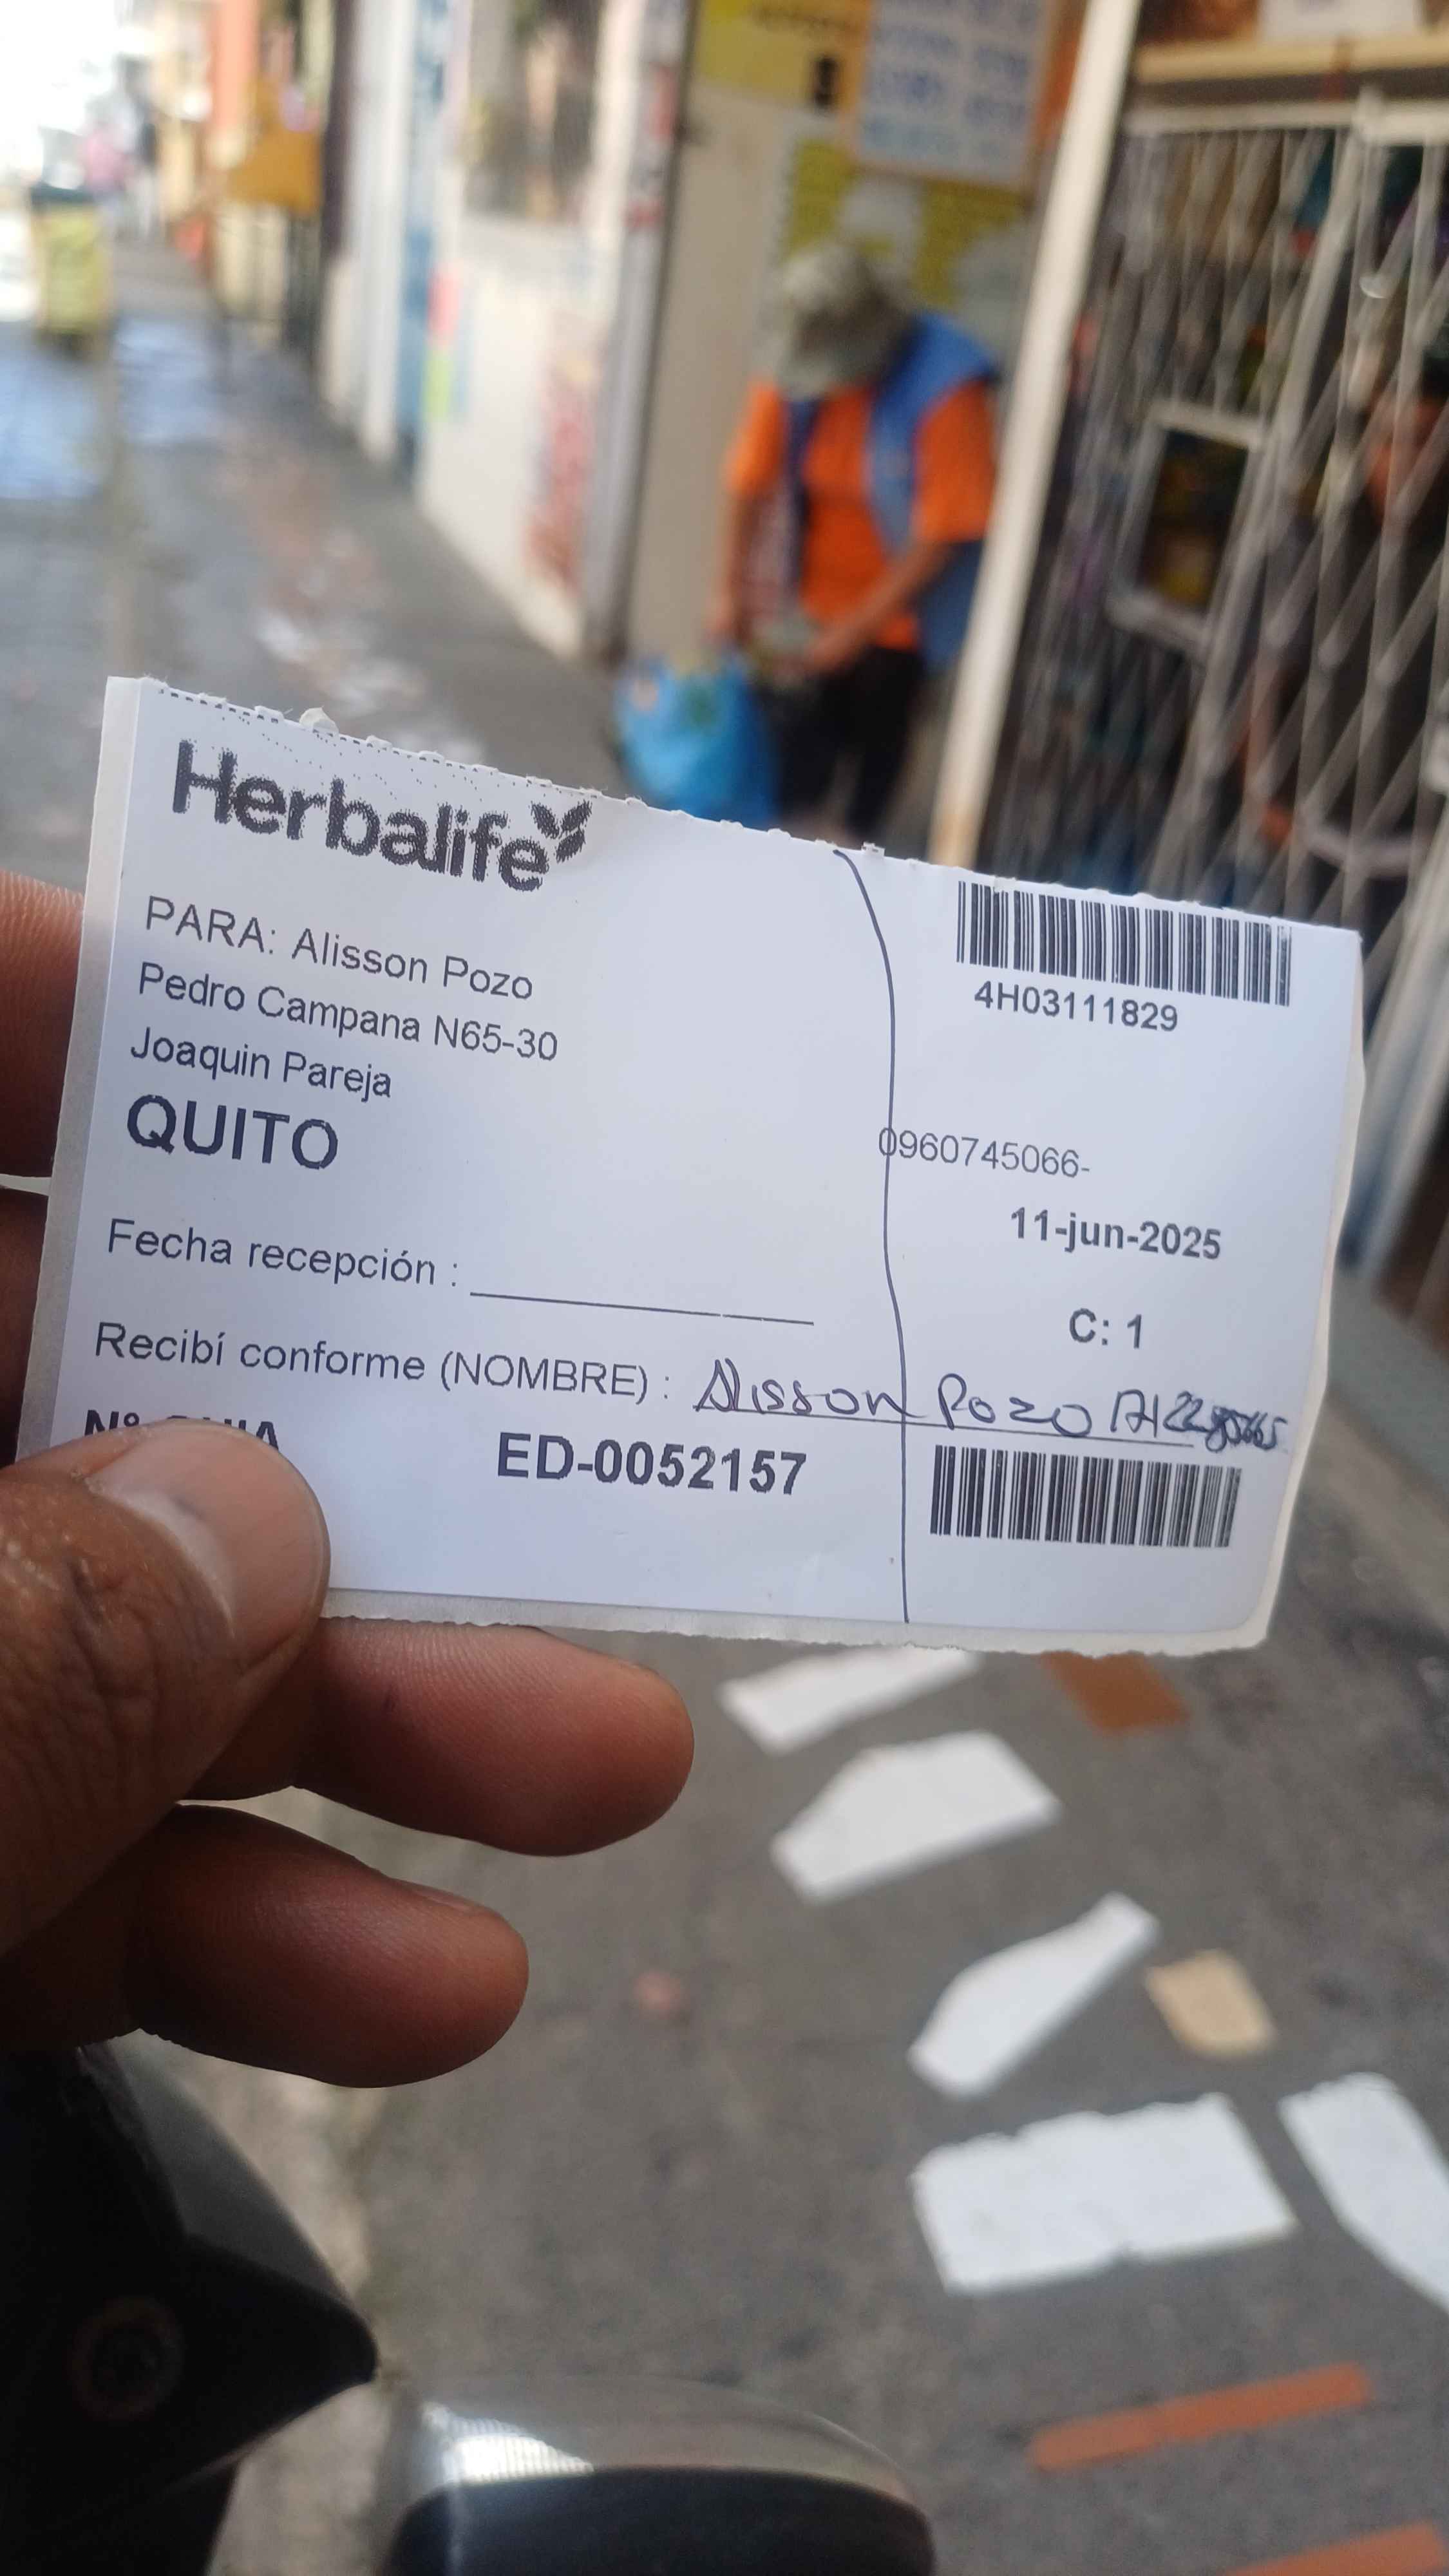 Herbalife
PARA: Alisson Pozo
Pedro Campana N65-30
Joaquin Pareja
QUITO
4H03111829
0960745066-
11-jun-2025
C: 1
Fecha recepción :
Recibí conforme (NOMBRE) : Alisson Pozo
Nº
ED-0052157